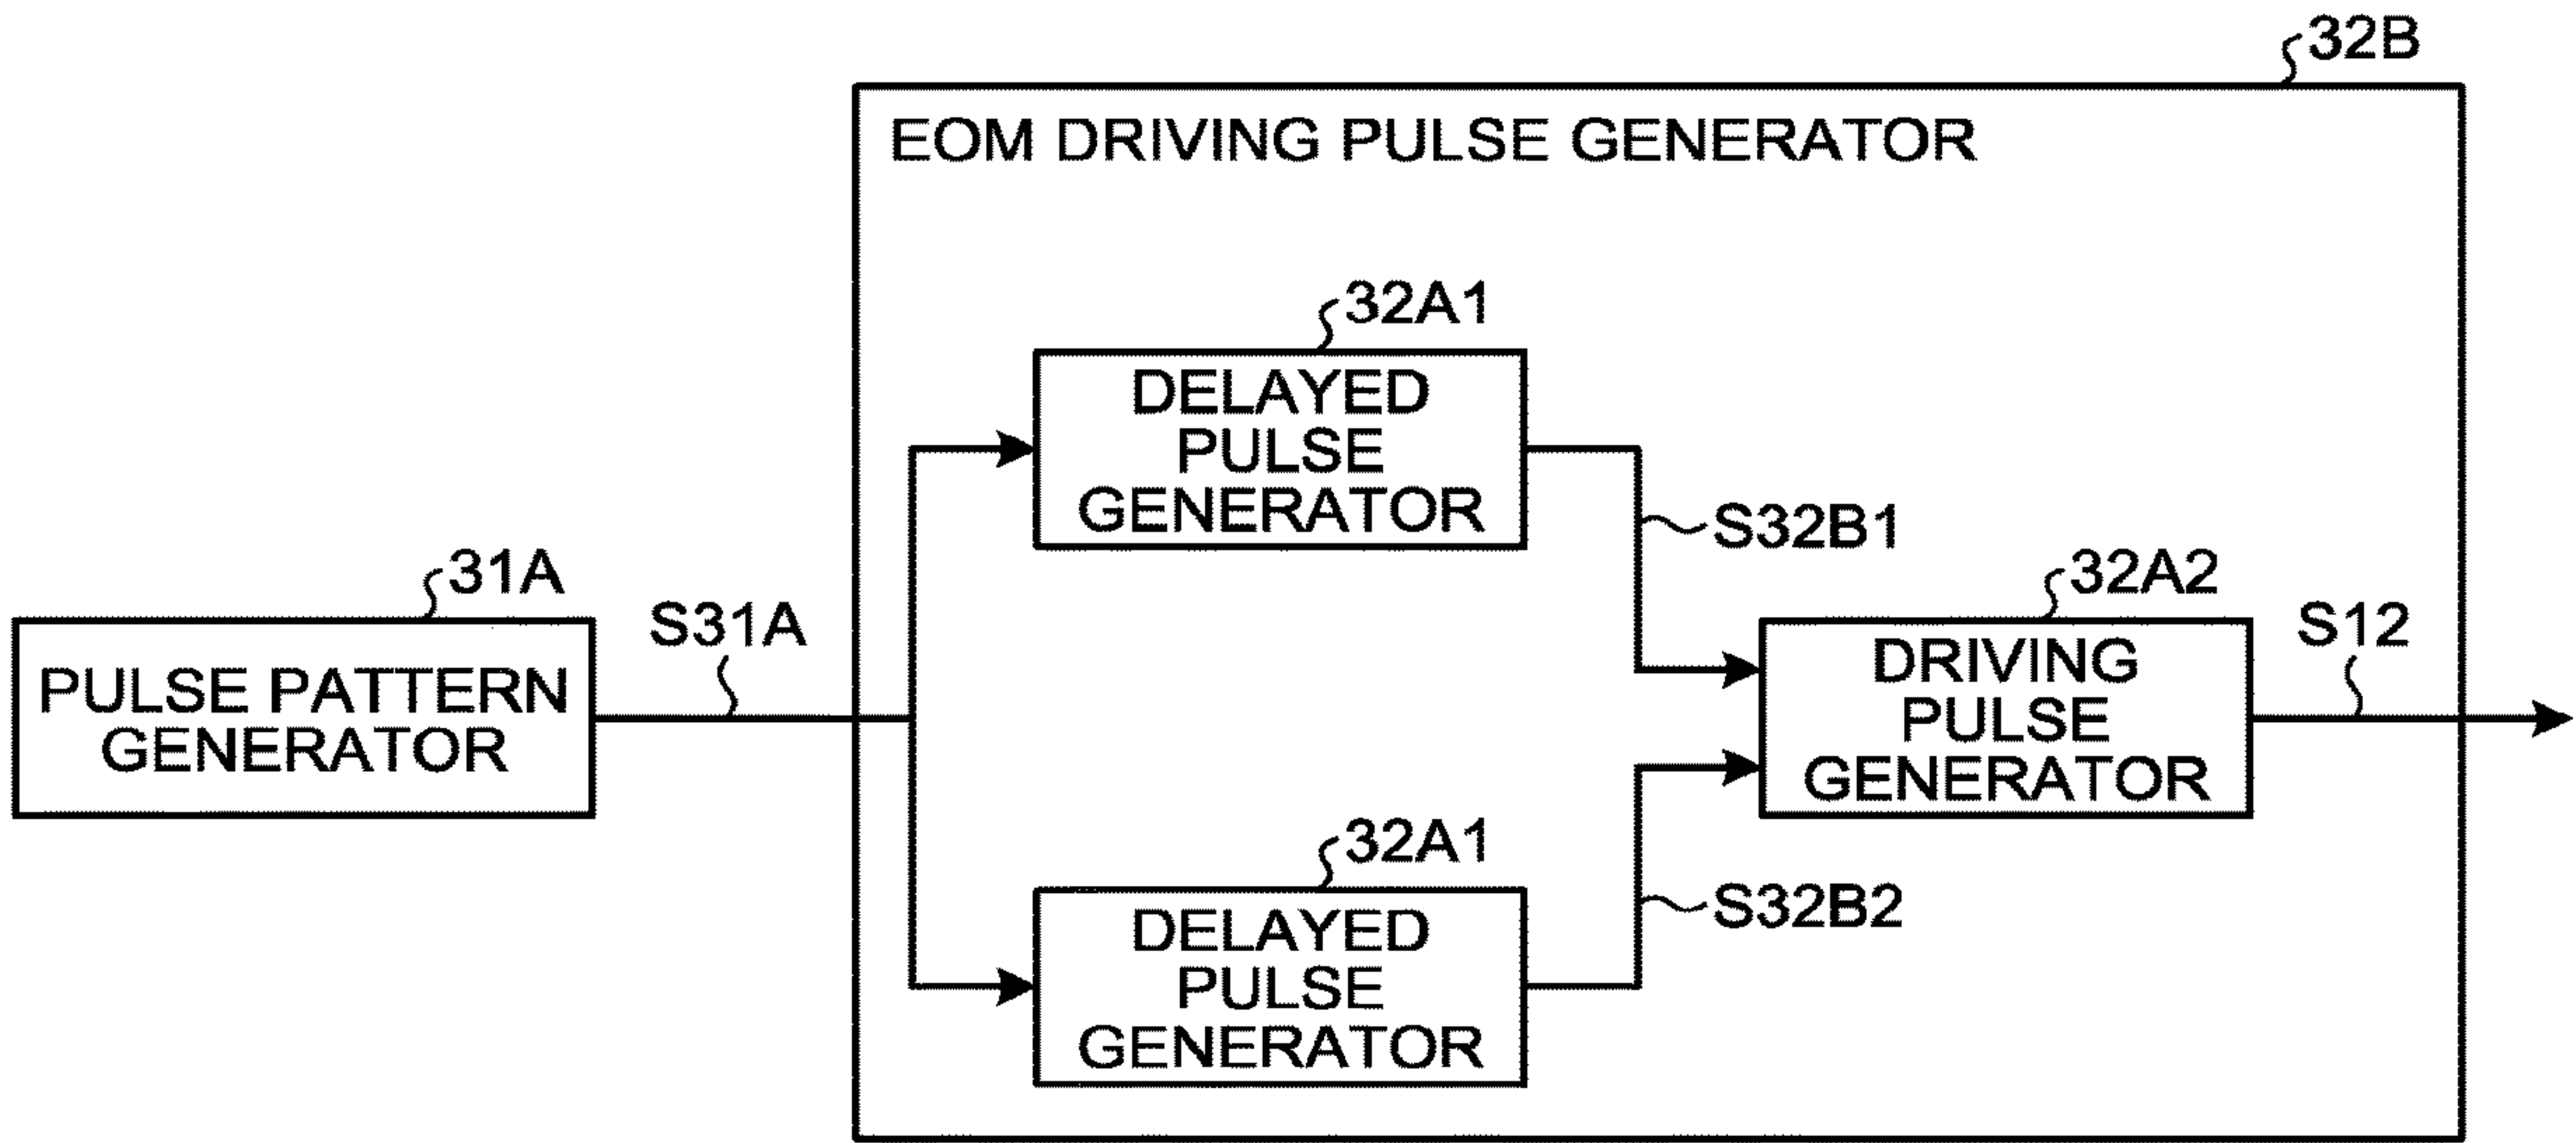 32B
EOM DRIVING PULSE GENERATOR
32A1
DELAYED
PULSE
GENERATOR
S32B1
31A
S31A
PULSE PATTERN
GENERATOR
32A2
DRIVING
PULSE
GENERATOR
S12
32A1
DELAYED
PULSE
GENERATOR
S32B2